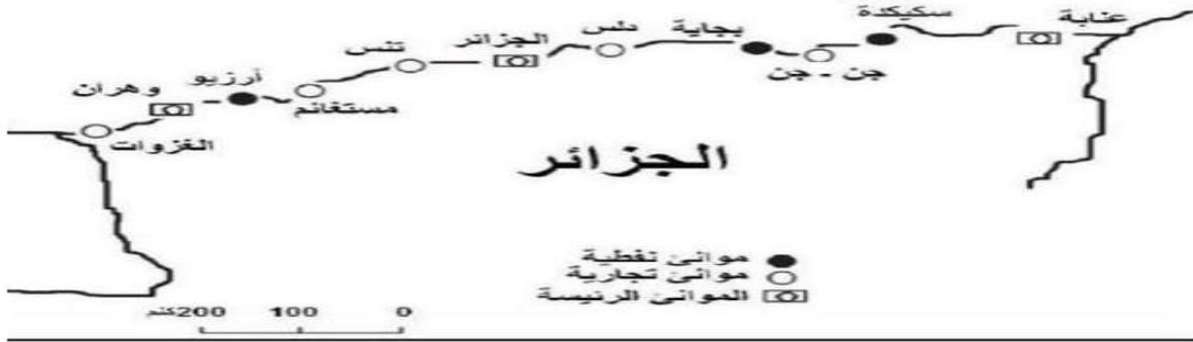 سكيكدة
عنابة
بجاية
دلس
الجزائر
تنس
جن - جن
أرزيو
وهران
مستغانم
الغزوات
الجزائر
موانئ نفطية
موانئ تجارية
الموانئ الرئيسة
0 100 200كلم